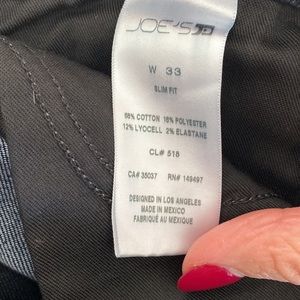 JOE'S
W 33
SLIM FIT
68% COTTON 18% POLYESTER
12% LYOCELL 2% ELASTANE
CL# 518
CA# 35037 RN# 149497
DESIGNED IN LOS ANGELES
MADE IN MEXICO
FABRIQUÉ AU MEXIQUE